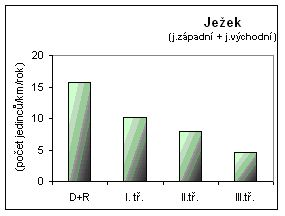 Ježek
(j.západní + j.východní)
(počet jedinců/km/rok)
20
15
10
5
0
D+R
I. tř.
II.tř.
III.tř.